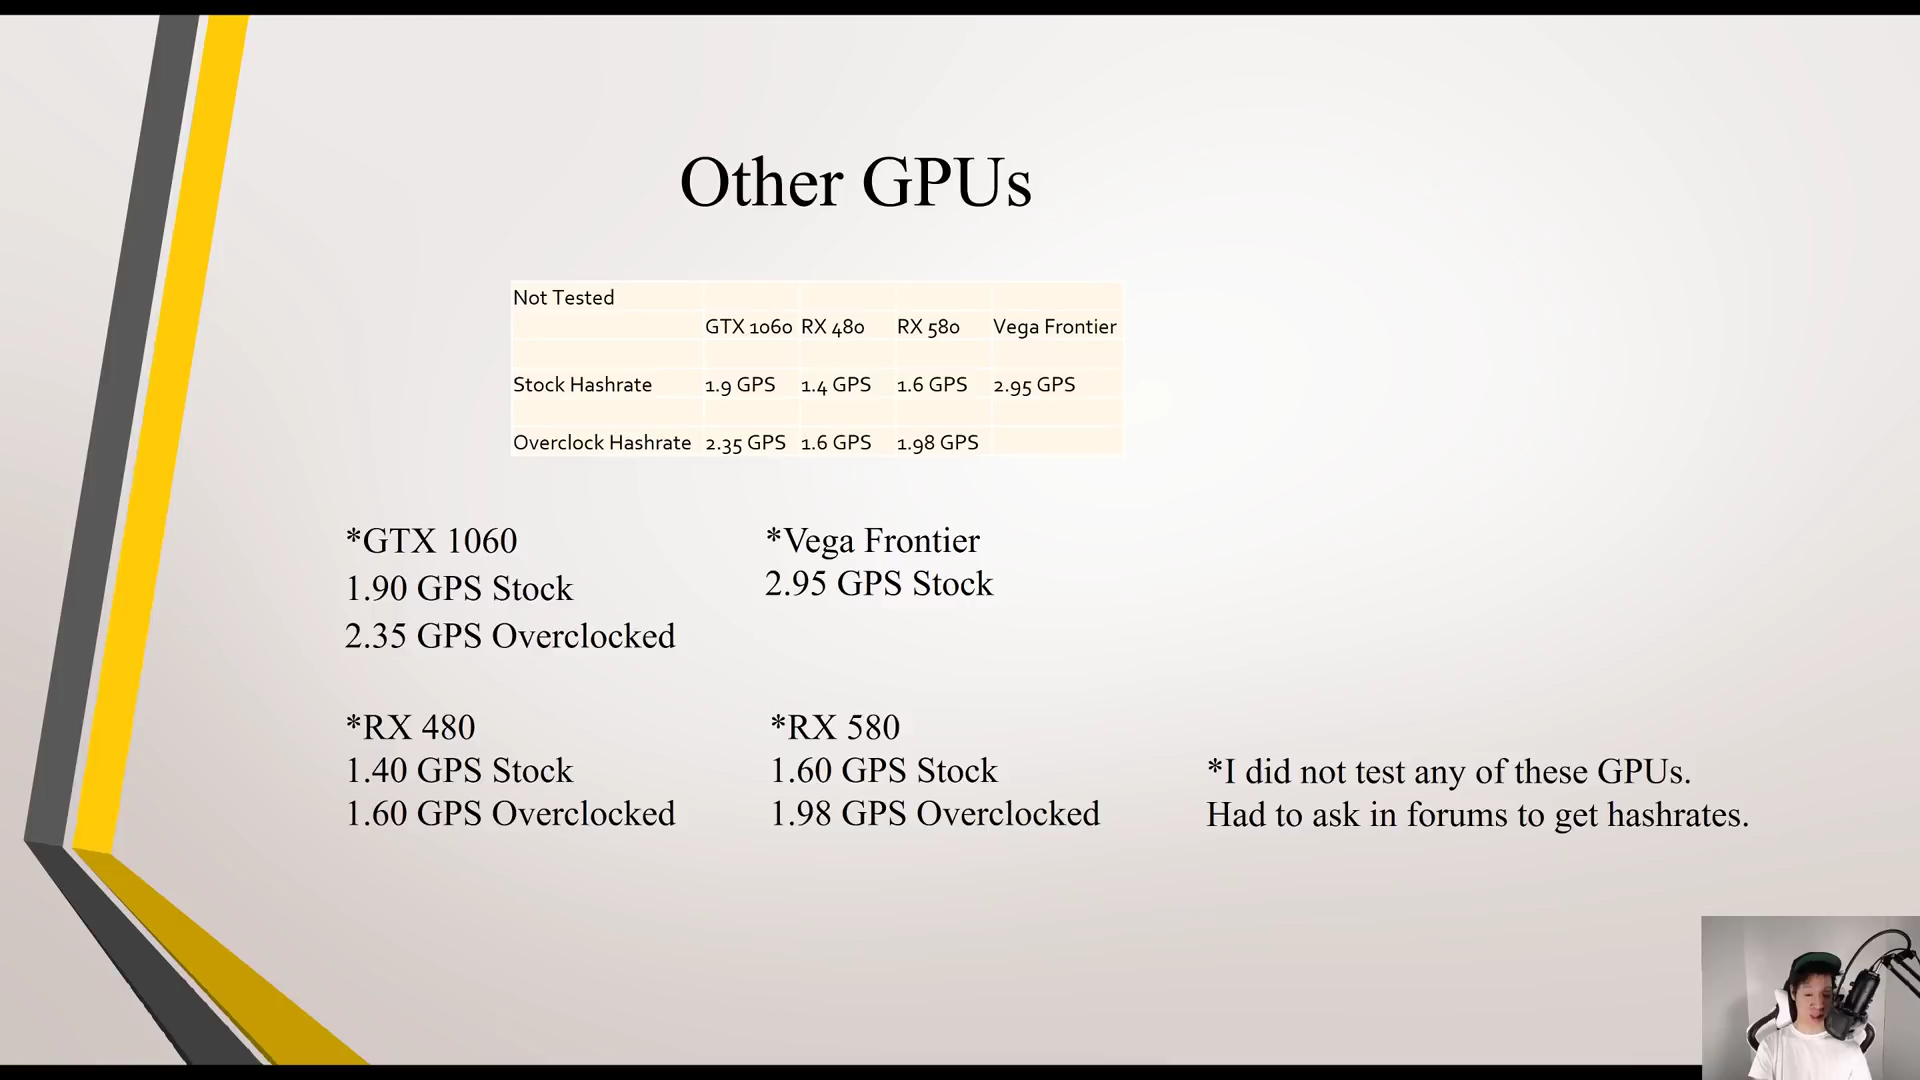 Other GPUs
Not Tested
GTX 1060 RX 480 RX 580 Vega Frontier
Stock Hashrate 1.9 GPS 1.4 GPS 1.6 GPS 2.95 GPS
Overclock Hashrate 2.35 GPS 1.6 GPS 1.98 GPS
*GTX 1060
1.90 GPS Stock
2.35 GPS Overclocked
*Vega Frontier
2.95 GPS Stock
*RX 480
1.40 GPS Stock
1.60 GPS Overclocked
*RX 580
1.60 GPS Stock
1.98 GPS Overclocked
*I did not test any of these GPUs.
Had to ask in forums to get hashrates.